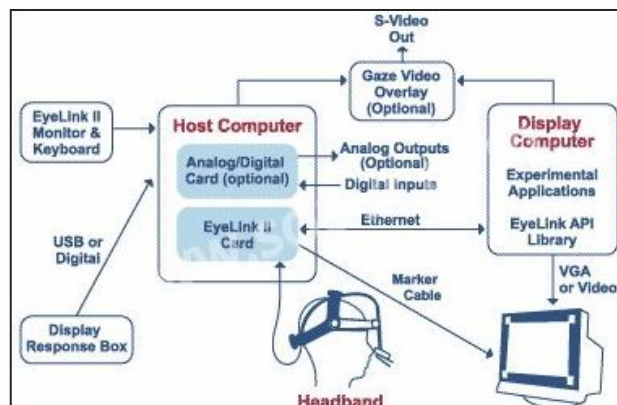 S-Video
Out
Gaze Video
Overlay
(Optional)
EyeLink II
Monitor &
Keyboard
Host Computer
Analog/Digital
Card (optional)
Analog Outputs
(Optional)
Digital inputs
EyeLink II
Card
Ethernet
Display
Computer
Experimental
Applications
EyeLink API
Library
USB or
Digital
Marker
Cable
VGA
or Video
Display
Response Box
Headband